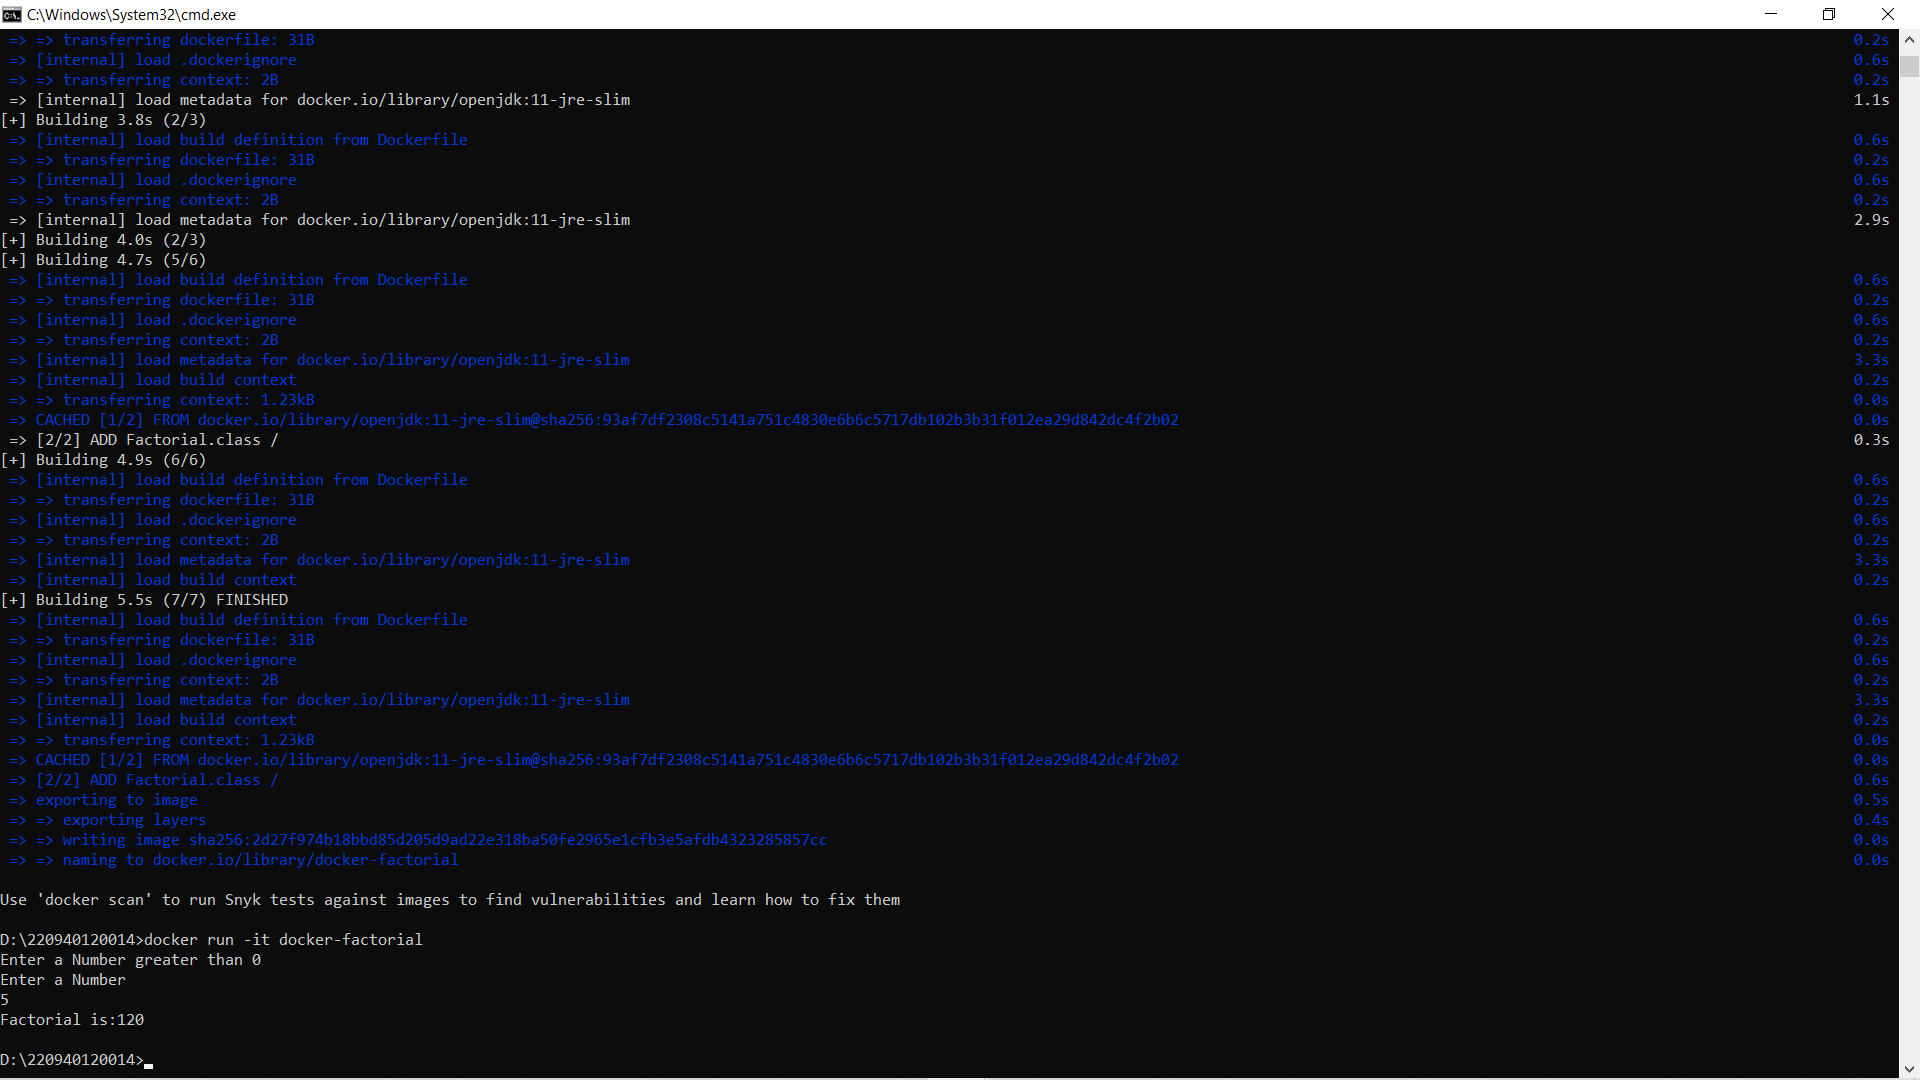 C:\Windows\System32\cmd.exe
=> => transferring dockerfile: 31B 0.2s
=> [internal] load .dockerignore 0.6s
=> => transferring context: 2B 0.2s
=> [internal] load metadata for docker.io/library/openjdk:11-jre-slim 1.1s
[+] Building 3.8s (2/3)
=> [internal] load build definition from Dockerfile 0.6s
=> => transferring dockerfile: 31B 0.2s
=> [internal] load .dockerignore 0.6s
=> => transferring context: 2B 0.2s
=> [internal] load metadata for docker.io/library/openjdk:11-jre-slim 2.9s
[+] Building 4.0s (2/3)
[+] Building 4.7s (5/6)
=> [internal] load build definition from Dockerfile 0.6s
=> => transferring dockerfile: 31B 0.2s
=> [internal] load .dockerignore 0.6s
=> => transferring context: 2B 0.2s
=> [internal] load metadata for docker.io/library/openjdk:11-jre-slim 3.3s
=> [internal] load build context 0.2s
=> => transferring context: 1.23kB 0.0s
=> CACHED [1/2] FROM docker.io/library/openjdk:11-jre-slim@sha256:93af7df2308c5141a751c4830e6b6c5717db102b3b31f012ea29d842dc4f2b02 0.0s
=> [2/2] ADD Factorial.class / 0.3s
[+] Building 4.9s (6/6)
=> [internal] load build definition from Dockerfile 0.6s
=> => transferring dockerfile: 31B 0.2s
=> [internal] load .dockerignore 0.6s
=> => transferring context: 2B 0.2s
=> [internal] load metadata for docker.io/library/openjdk:11-jre-slim 3.3s
=> [internal] load build context 0.2s
[+] Building 5.5s (7/7) FINISHED
=> [internal] load build definition from Dockerfile 0.6s
=> => transferring dockerfile: 31B 0.2s
=> [internal] load .dockerignore 0.6s
=> => transferring context: 2B 0.2s
=> [internal] load metadata for docker.io/library/openjdk:11-jre-slim 3.3s
=> [internal] load build context 0.2s
=> => transferring context: 1.23kB 0.0s
=> CACHED [1/2] FROM docker.io/library/openjdk:11-jre-slim@sha256:93af7df2308c5141a751c4830e6b6c5717db102b3b31f012ea29d842dc4f2b02 0.0s
=> [2/2] ADD Factorial.class / 0.6s
=> exporting to image 0.5s
=> => exporting layers 0.4s
=> => writing image sha256:2d27f974b18bbd85d205d9ad22e318ba50fe2965e1cfb3e5afdb4323285857cc 0.0s
=> => naming to docker.io/library/docker-factorial 0.0s
Use 'docker scan' to run Snyk tests against images to find vulnerabilities and learn how to fix them
D:\220940120014>docker run -it docker-factorial
Enter a Number greater than 0
Enter a Number
5
Factorial is:120
D:\220940120014>